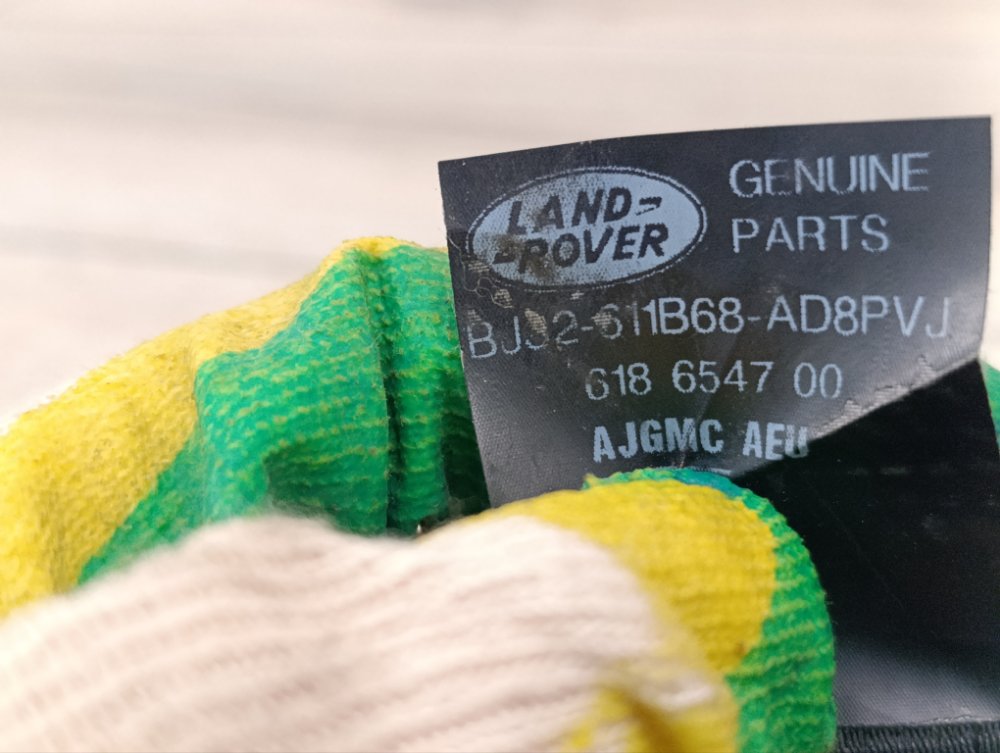 LAND-
ROVER
GENUINE
PARTS
BJ32-611B68-AD8PVJ
618 6547 00
AJGMC AEU